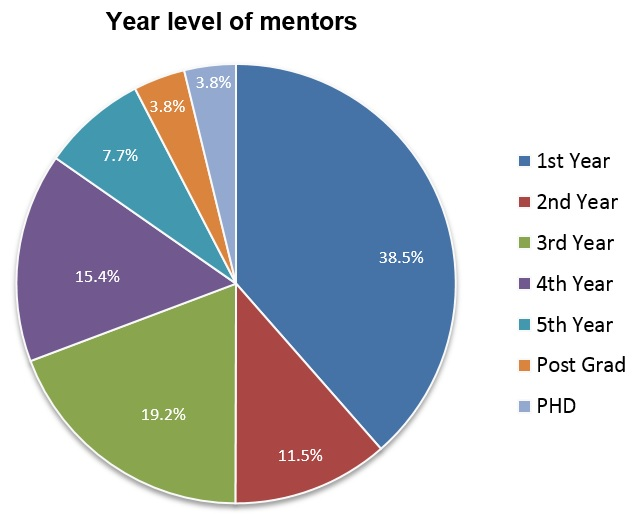 Year level of mentors
3.8%
3.8%
7.7%
38.5%
15.4%
19.2%
11.5%
1st Year
2nd Year
3rd Year
4th Year
5th Year
Post Grad
PHD